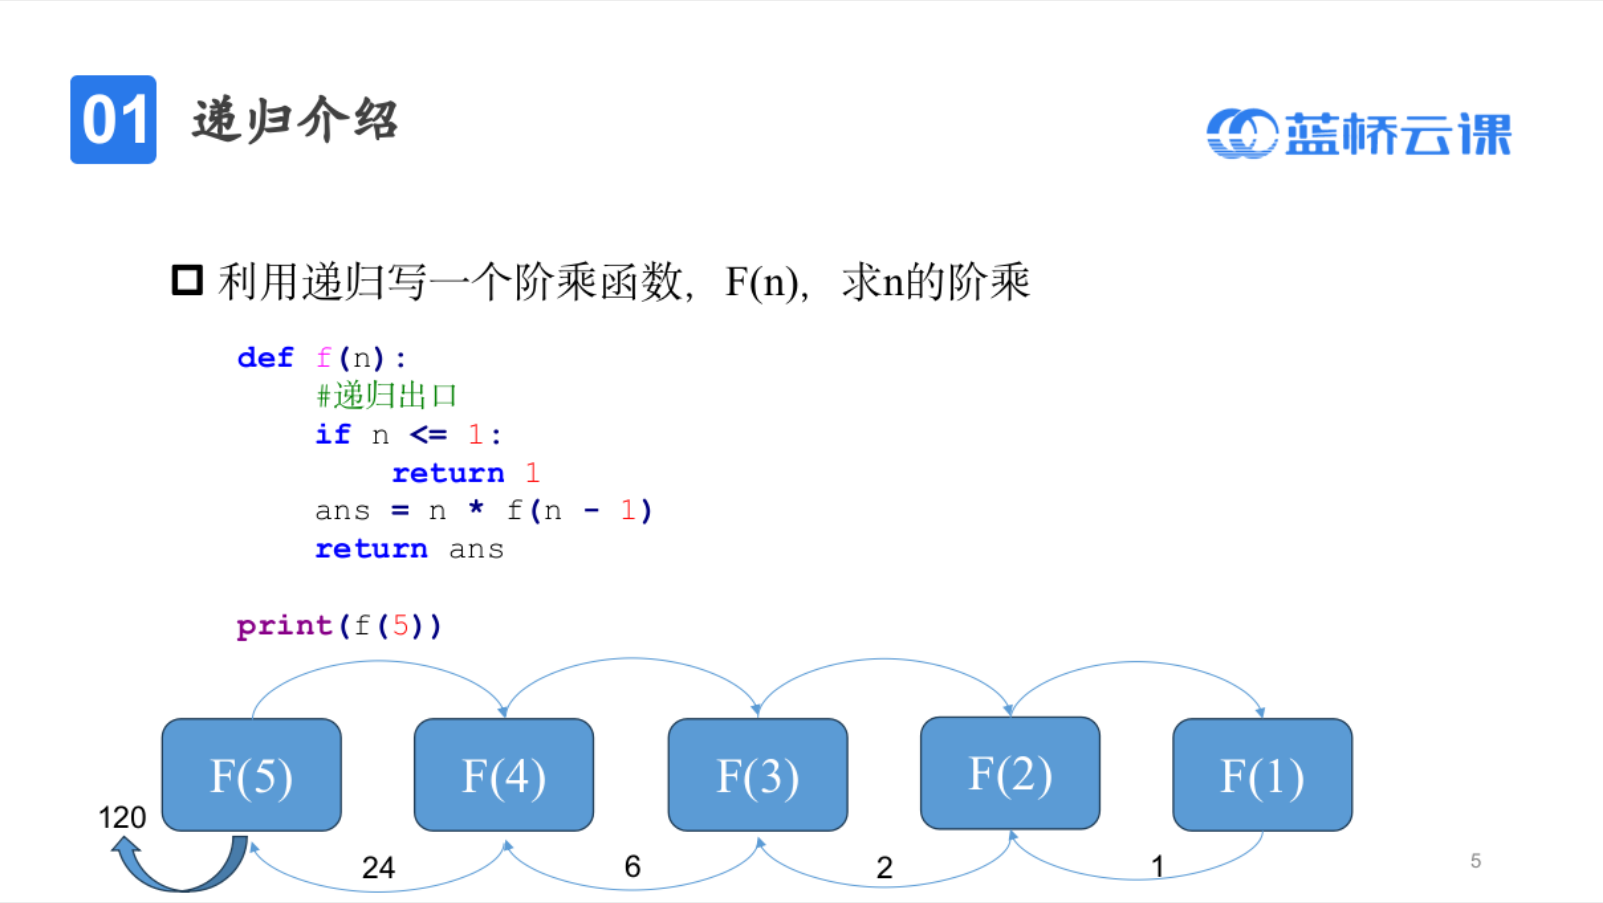 01 递归介绍
蓝桥云课
利用递归写一个阶乘函数，F(n)，求n的阶乘
def f(n):
    #递归出口
    if n <= 1:
        return 1
    ans = n * f(n - 1)
    return ans
print(f(5))
F(5) F(4) F(3) F(2) F(1)
120
24 6 2 1
5